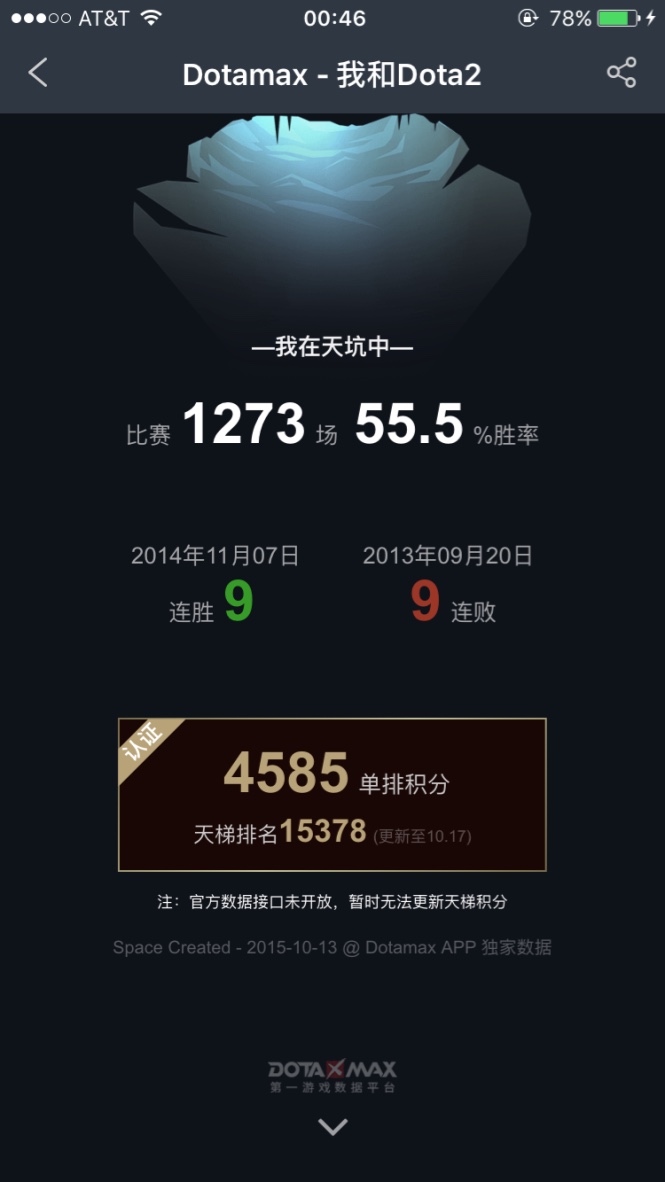 AT&T 00:46 78%
Dotamax - 我和Dota2
—我在天坑中—
比赛 1273 场 55.5 %胜率
2014年11月07日 2013年09月20日
连胜 9 9 连败
认证
4585 单排积分
天梯排名15378 (更新至10.17)
注：官方数据接口未开放，暂时无法更新天梯积分
Space Created - 2015-10-13 @ Dotamax APP 独家数据
DOTAMAX
第一游戏数据平台